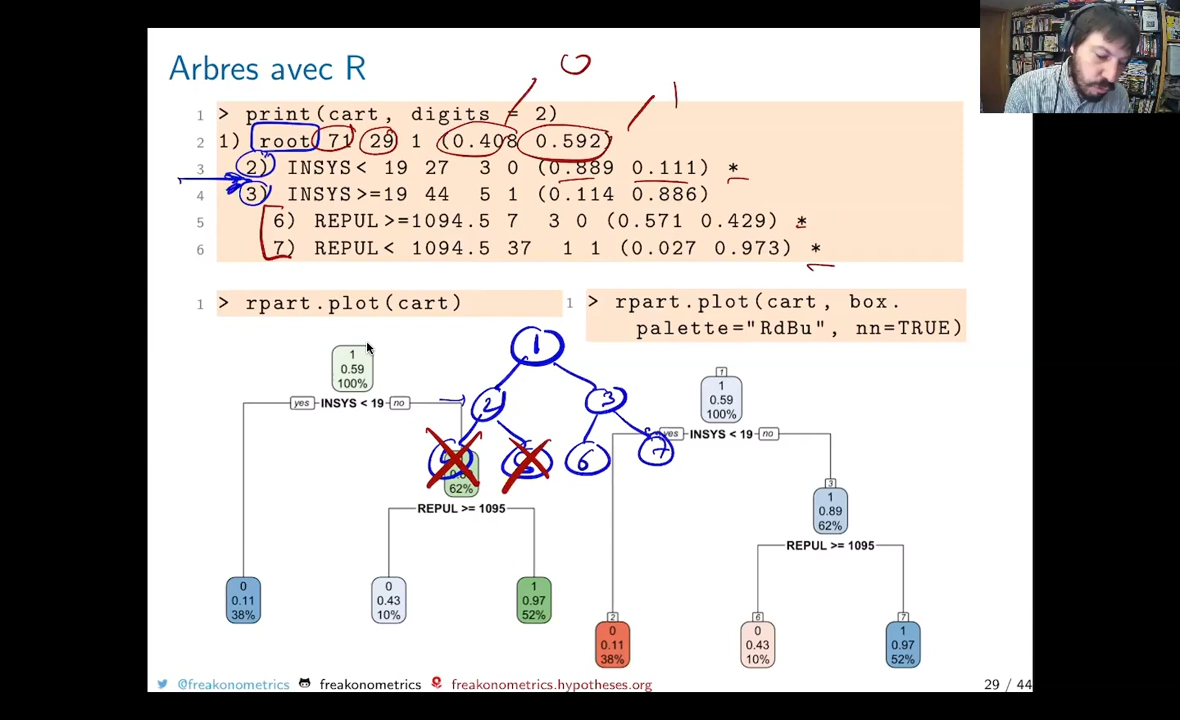 Arbres avec R
0
1
1 > print(cart, digits = 2)
2 1) root 71 29 1 (0.408 0.592)
3 2) INSYS< 19 27 3 0 (0.889 0.111) *
4 3) INSYS>=19 44 5 1 (0.114 0.886)
5 6) REPUL>=1094.5 7 3 0 (0.571 0.429) *
6 7) REPUL< 1094.5 37 1 1 (0.027 0.973) *
1 > rpart.plot(cart)
1 > rpart.plot(cart, box.
palette="RdBu", nn=TRUE)
1
0.59
100%
yes INSYS < 19 no
62%
REPUL >= 1095
0
0.11
38%
0
0.43
10%
1
0.97
52%
1
2 3
6 7
1
1
0.59
100%
yes INSYS < 19 no
3
1
0.89
62%
REPUL >= 1095
2
0
0.11
38%
6
0
0.43
10%
7
1
0.97
52%
@freakonometrics freakonometrics freakonometrics.hypotheses.org 29 / 44